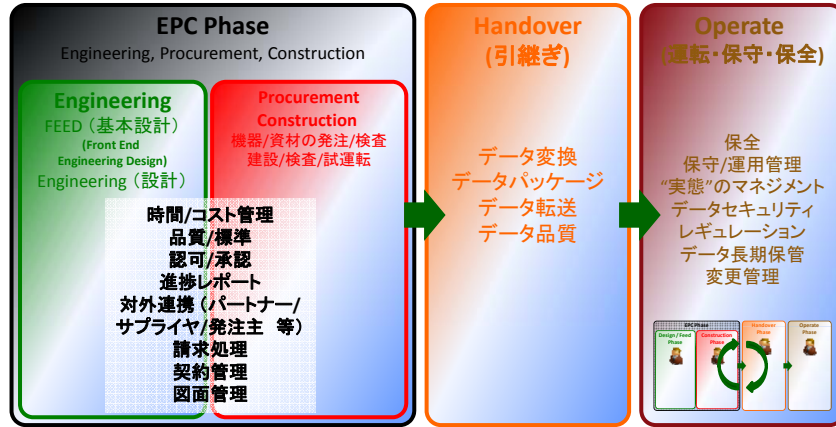 EPC Phase
Engineering, Procurement, Construction
Engineering
FEED（基本設計）
(Front End
Engineering Design)
Engineering（設計）
Procurement
Construction
機器/資材の発注/検査
建設/検査/試運転
時間/コスト管理
品質/標準
認可/承認
進捗レポート
対外連携（パートナー/
サプライヤ/発注主　等）
請求処理
契約管理
図面管理
Handover
(引継ぎ)
データ変換
データパッケージ
データ転送
データ品質
Operate
(運転・保守・保全)
保全
保守/運用管理
“実態”のマネジメント
データセキュリティ
レギュレーション
データ長期保管
変更管理
EPC Phase
Design / Feed
Phase
Construction
Phase
Handover
Phase
Operate
Phase